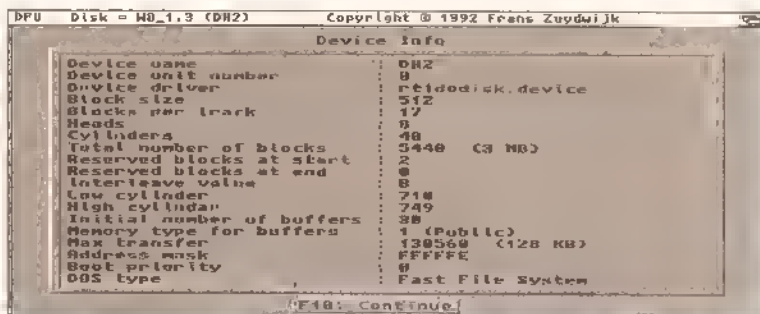 DFU Disk = WB_1.3 (DH2) Copyright © 1992 Frans Zuydwijk
Device Info
Device name : DH2
Device unit number : 0
Device driver :
Block size : 512
Blocks per track : 17
Heads : 8
Cylinders : 40
Total number of blocks : 5440 (3 MB)
Reserved blocks at start : 2
Reserved blocks at end : 0
Interleave value : 0
Low cylinder : 710
High cylinder : 749
Initial number of buffers : 30
Memory type for buffers : 1 (Public)
Max transfer : 130560 (128 KB)
Address mask : FFFFFE
Boot priority : 0
DOS type : Fast File System
F10: Continue